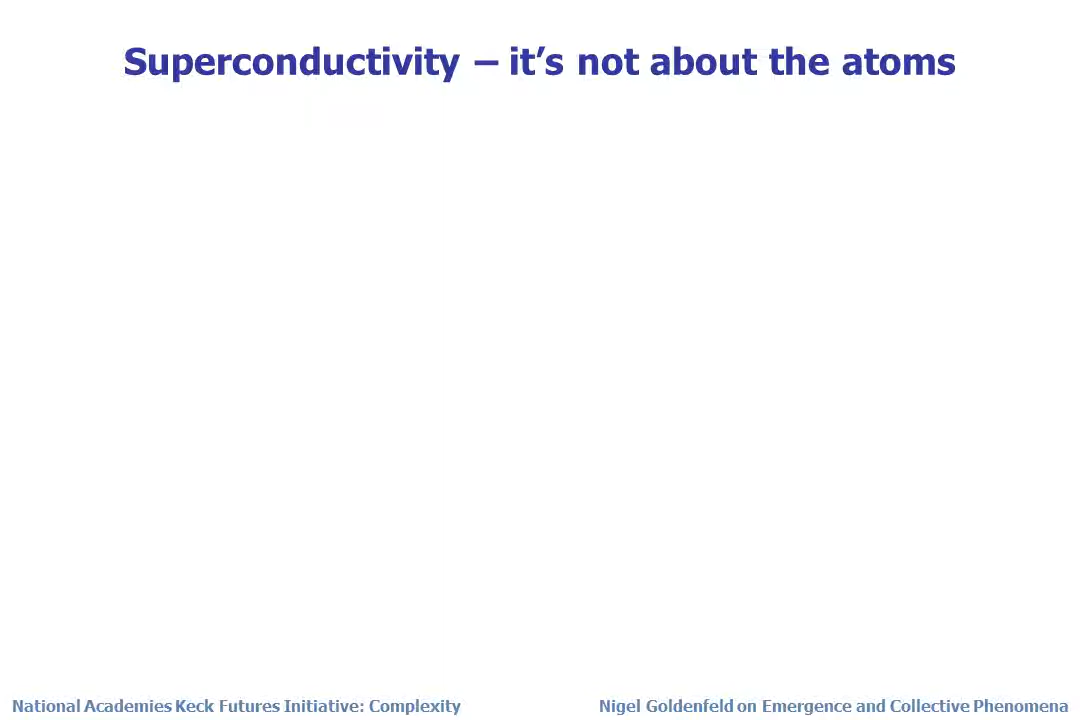 Superconductivity – it’s not about the atoms
National Academies Keck Futures Initiative: Complexity
Nigel Goldenfeld on Emergence and Collective Phenomena